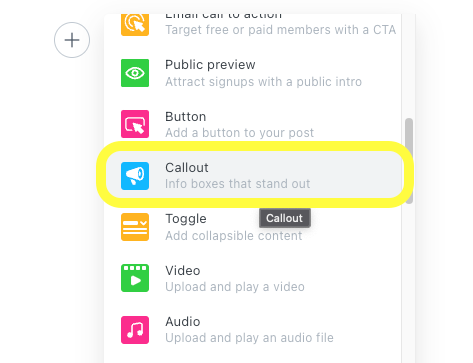 Email call to action
Target free or paid members with a CTA
Public preview
Attract signups with a public intro
Button
Add a button to your post
Callout
Info boxes that stand out
Toggle
Callout
Add collapsible content
Video
Upload and play a video
Audio
Upload and play an audio file